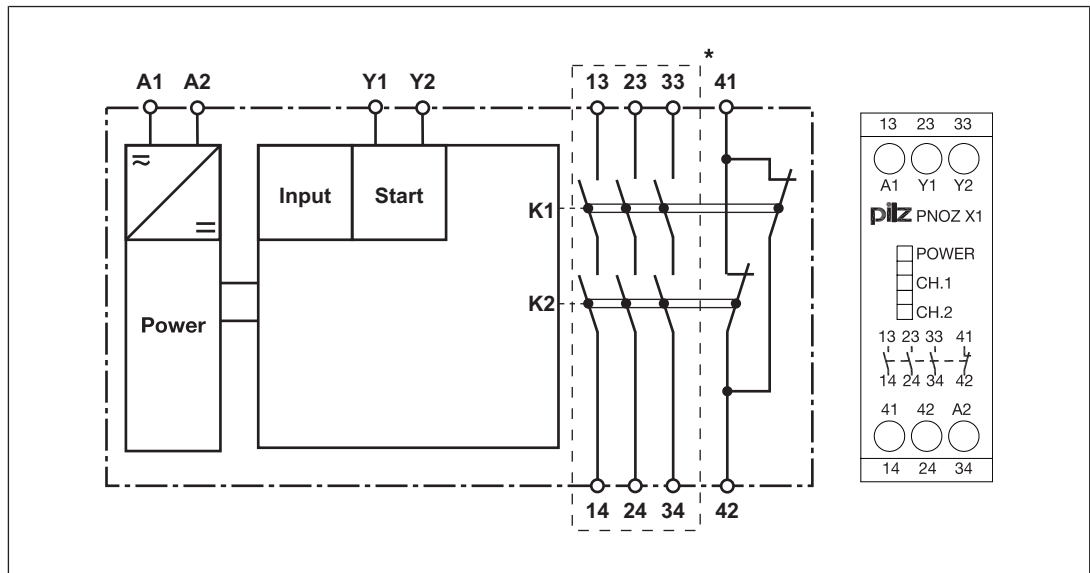 A1 A2 Y1 Y2 13 23 33 * 41
Input Start
K1
K2
Power
14 24 34 42
13 23 33
A1 Y1 Y2
pilz PNOZ X1
POWER
CH.1
CH.2
13 23 33 41
14 24 34 42
41 42 A2
14 24 34